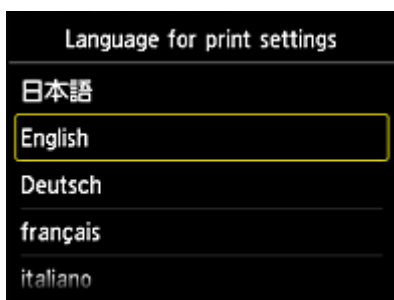 Language for print settings
日本語
English
Deutsch
français
italiano